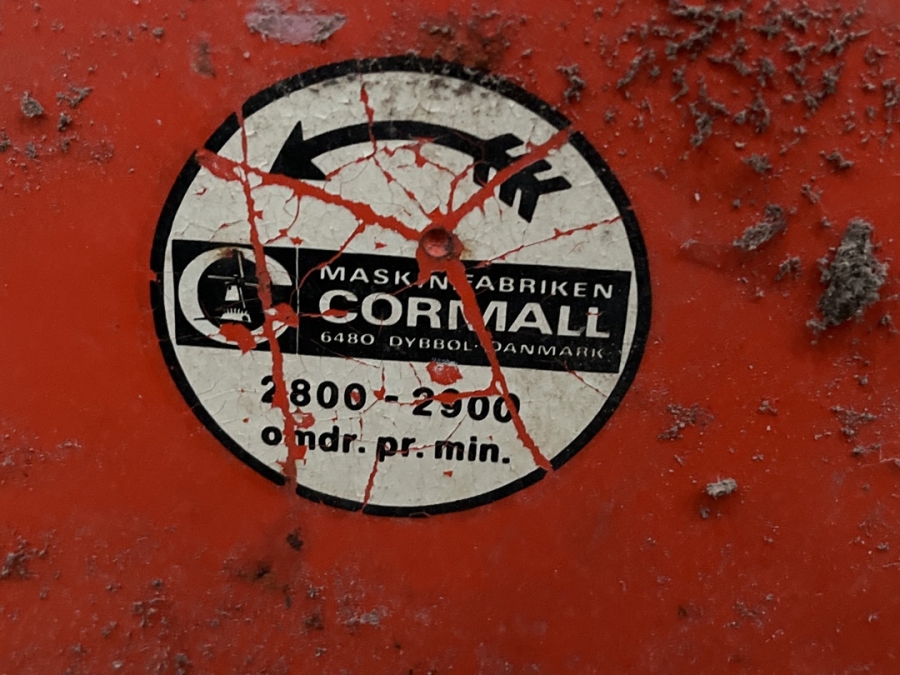 MASKINFABRIKEN
CORMALL
6480 DYBBØL · DANMARK
2800 - 2900
omdr. pr. min.